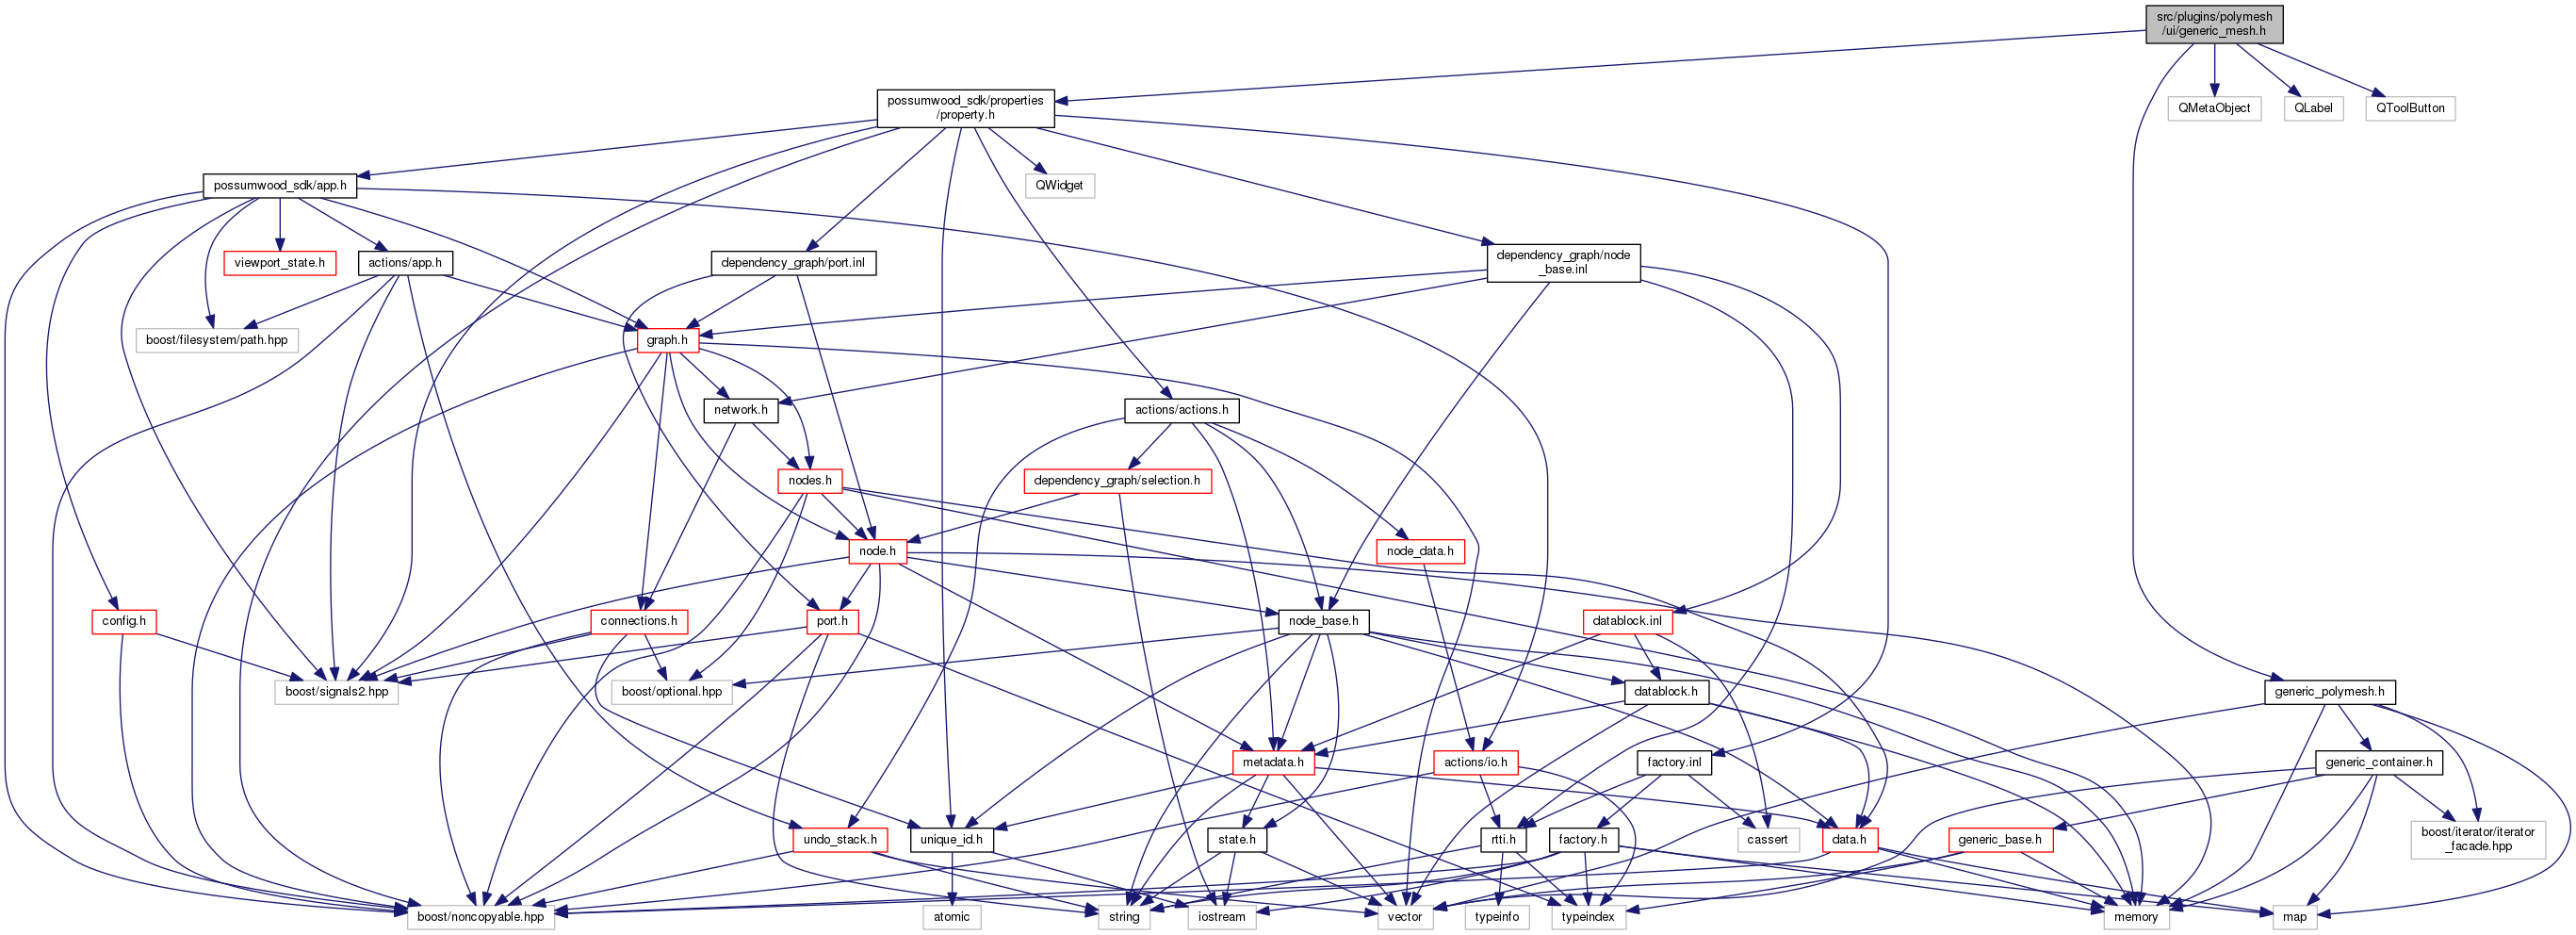 src/plugins/polymesh
/ui/generic_mesh.h
possumwood_sdk/properties
/property.h
QMetaObject
QLabel
QToolButton
possumwood_sdk/app.h
QWidget
viewport_state.h
actions/app.h
dependency_graph/port.inl
dependency_graph/node
_base.inl
boost/filesystem/path.hpp
graph.h
network.h
actions/actions.h
nodes.h
dependency_graph/selection.h
node.h
node_data.h
config.h
connections.h
port.h
node_base.h
datablock.inl
boost/signals2.hpp
boost/optional.hpp
datablock.h
generic_polymesh.h
metadata.h
actions/io.h
factory.inl
generic_container.h
undo_stack.h
unique_id.h
state.h
rtti.h
factory.h
cassert
data.h
generic_base.h
boost/iterator/iterator
_facade.hpp
boost/noncopyable.hpp
atomic
string
iostream
vector
typeinfo
typeindex
memory
map